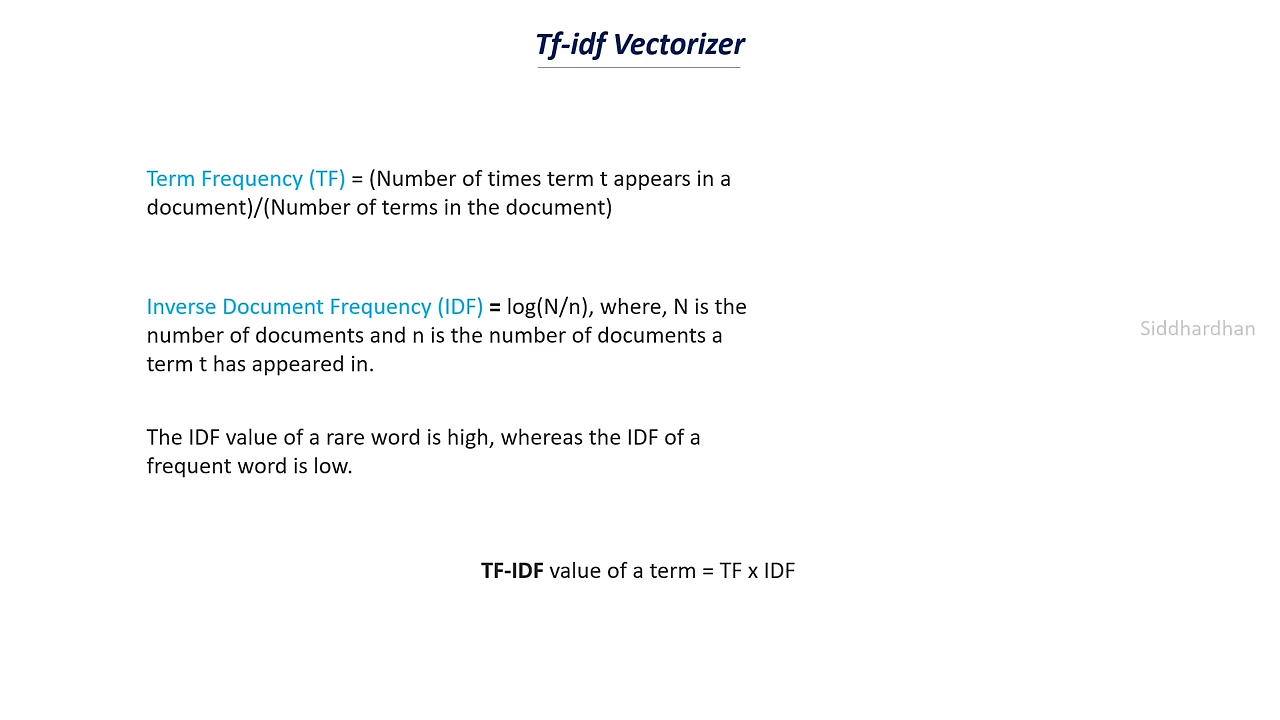 Tf-idf Vectorizer
Term Frequency (TF) = (Number of times term t appears in a
document)/(Number of terms in the document)
Inverse Document Frequency (IDF) = log(N/n), where, N is the
number of documents and n is the number of documents a
term t has appeared in.
Siddhardhan
The IDF value of a rare word is high, whereas the IDF of a
frequent word is low.
TF-IDF value of a term = TF x IDF